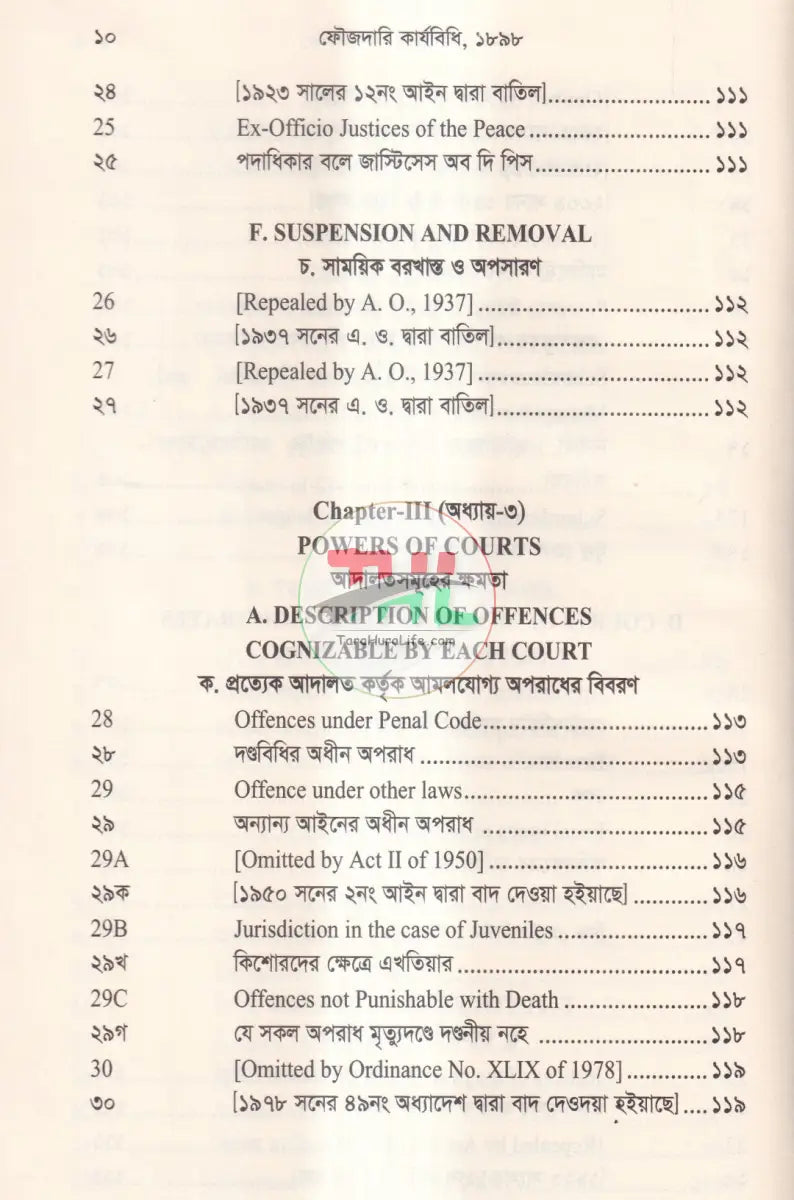 ১০ ফৌজদারি কার্যবিধি, ১৮৯৮
২৪ [১৯২৩ সালের ১২নং আইন দ্বারা বাতিল].......................... ১১১
25 Ex-Officio Justices of the Peace............................. ১১১
২৫ পদাধিকার বলে জাস্টিসেস অব দি পিস............................ ১১১
F. SUSPENSION AND REMOVAL
চ. সাময়িক বরখাস্ত ও অপসারণ
26 [Repealed by A. O., 1937] ..................................... ১১২
২৬ [১৯৩৭ সনের এ. ও. দ্বারা বাতিল].................................. ১১২
27 [Repealed by A. O., 1937] ..................................... ১১২
২৭ [১৯৩৭ সনের এ. ও. দ্বারা বাতিল].................................. ১১২
Chapter-III (অধ্যায়-৩)
POWERS OF COURTS
আদালতসমূহের ক্ষমতা
A. DESCRIPTION OF OFFENCES
TaraHuraLife.com
COGNIZABLE BY EACH COURT
ক. প্রত্যেক আদালত কর্তৃক আমলযোগ্য অপরাধের বিবরণ
28 Offences under Penal Code.................................... ১১৩
২৮ দণ্ডবিধির অধীন অপরাধ .............................................. ১১৩
29 Offence under other laws....................................... ১১৫
২৯ অন্যান্য আইনের অধীন অপরাধ .................................... ১১৫
29A [Omitted by Act II of 1950] ................................... ১১৬
২৯ক [১৯৫০ সনের ২নং আইন দ্বারা বাদ দেওয়া হইয়াছে] ............ ১১৬
29B Jurisdiction in the case of Juveniles ........................ ১১৭
২৯খ কিশোরদের ক্ষেত্রে এখতিয়ার ........................................ ১১৭
29C Offences not Punishable with Death ....................... ১১৮
২৯গ যে সকল অপরাধ মৃত্যুদণ্ডে দণ্ডনীয় নহে ........................... ১১৮
30 [Omitted by Ordinance No. XLIX of 1978] ............. ১১৯
৩০ [১৯৭৮ সনের ৪৯নং অধ্যাদেশ দ্বারা বাদ দেওদয়া হইয়াছে] .... ১১৯